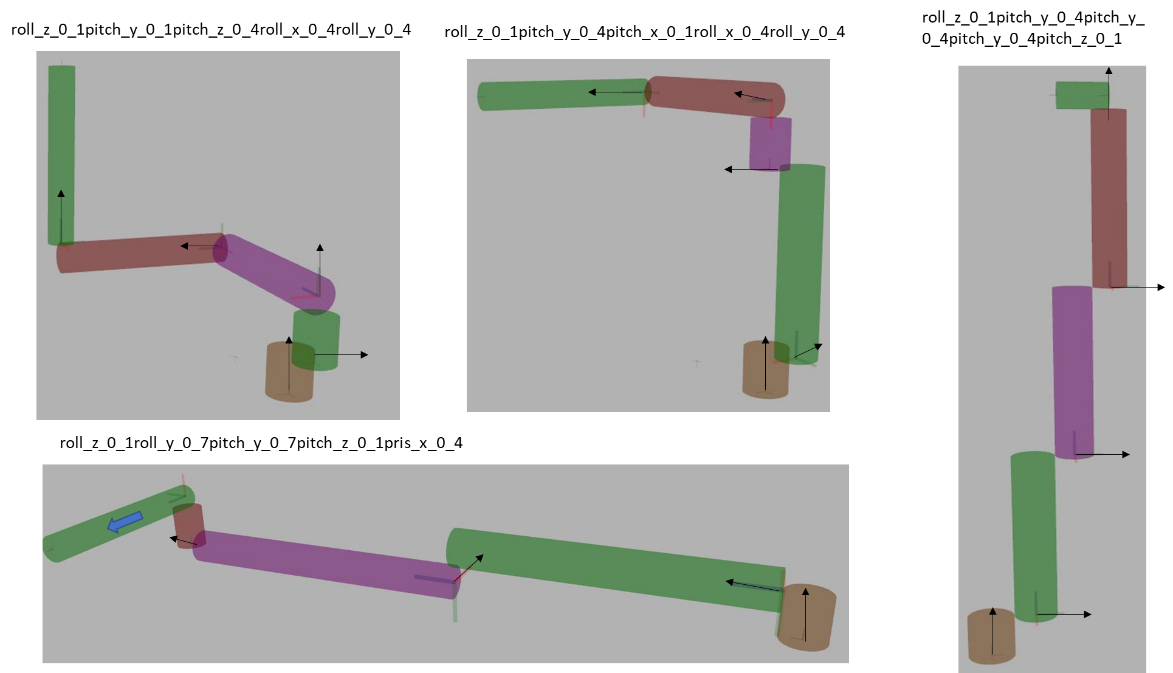 roll_z_0_1pitch_y_0_1pitch_z_0_4roll_x_0_4roll_y_0_4
roll_z_0_1pitch_y_0_4pitch_x_0_1roll_x_0_4roll_y_0_4
roll_z_0_1pitch_y_0_4pitch_y_
0_4pitch_y_0_4pitch_z_0_1
roll_z_0_1roll_y_0_7pitch_y_0_7pitch_z_0_1pris_x_0_4